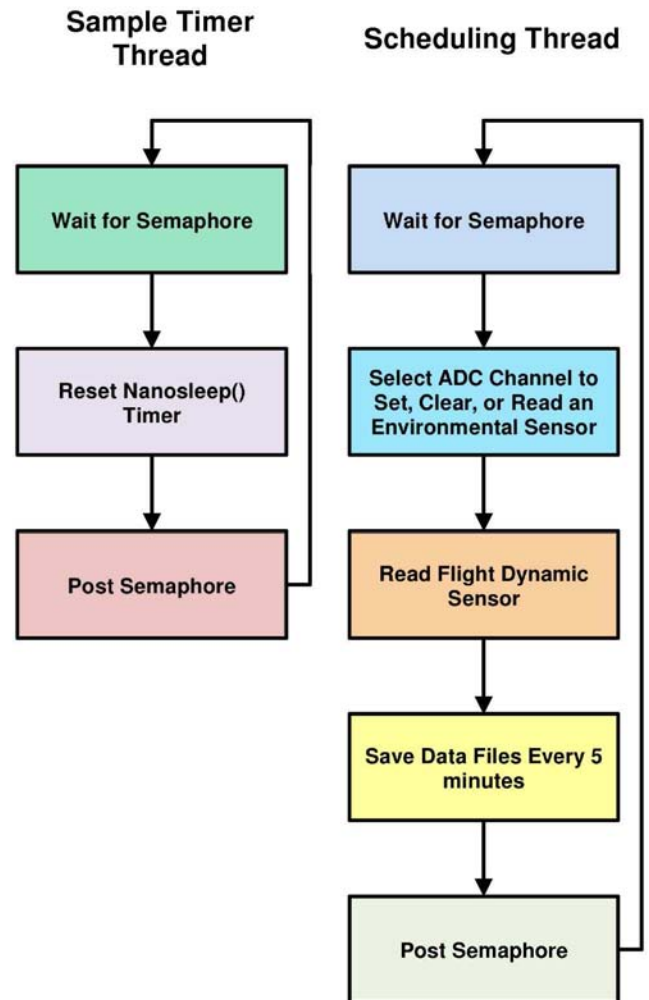 Sample Timer
Thread
Wait for Semaphore
Reset Nanosleep()
Timer
Post Semaphore
Scheduling Thread
Wait for Semaphore
Select ADC Channel to
Set, Clear, or Read an
Environmental Sensor
Read Flight Dynamic
Sensor
Save Data Files Every 5
minutes
Post Semaphore